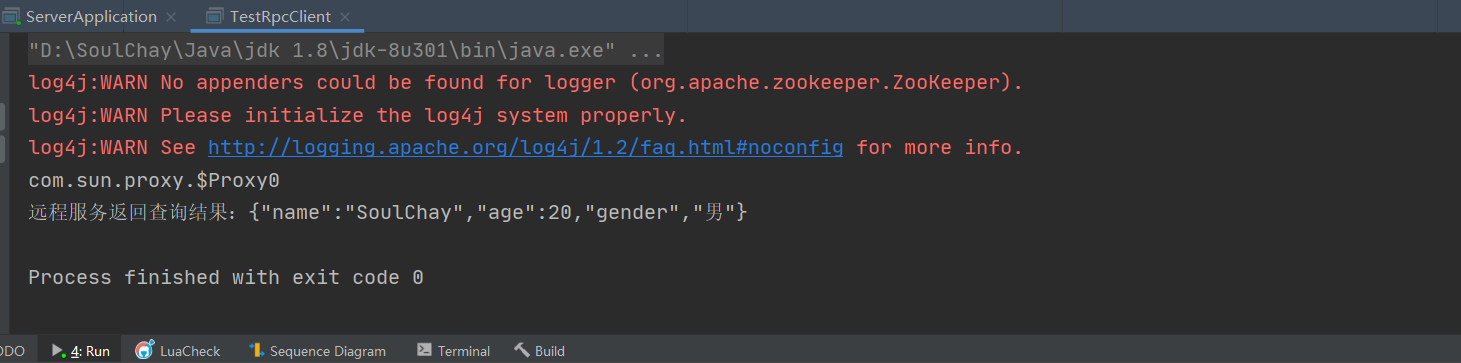 ServerApplication TestRpcClient
"D:\SoulChay\Java\jdk 1.8\jdk-8u301\bin\java.exe" ...
log4j:WARN No appenders could be found for logger (org.apache.zookeeper.ZooKeeper).
log4j:WARN Please initialize the log4j system properly.
log4j:WARN See http://logging.apache.org/log4j/1.2/faq.html#noconfig for more info.
com.sun.proxy.$Proxy0
远程服务返回查询结果：{"name":"SoulChay","age":20,"gender","男"}
Process finished with exit code 0
ODO 4: Run LuaCheck Sequence Diagram Terminal Build